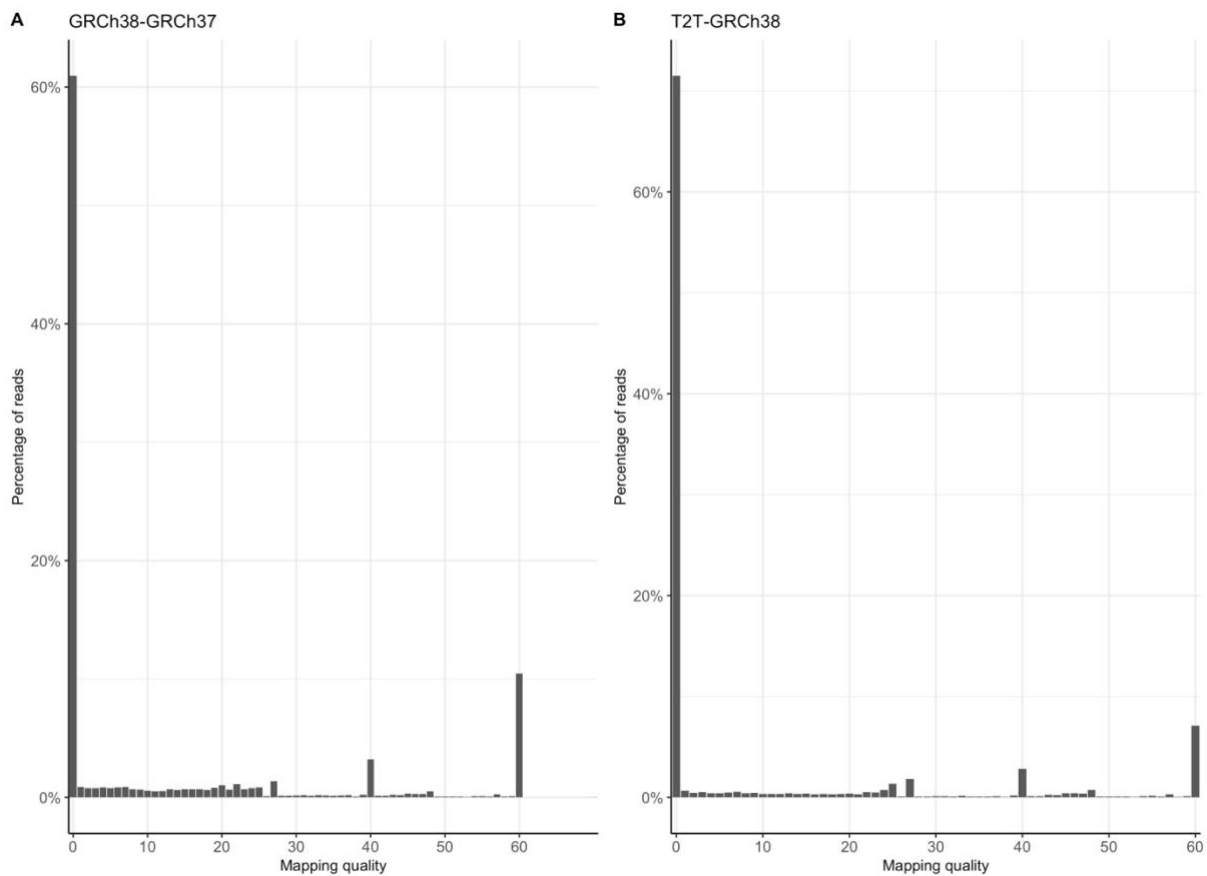 A
GRCh38-GRCh37
60%
40%
20%
0%
Percentage of reads
0 10 20 30 40 50 60
Mapping quality
B
T2T-GRCh38
60%
40%
20%
0%
Percentage of reads
0 10 20 30 40 50 60
Mapping quality